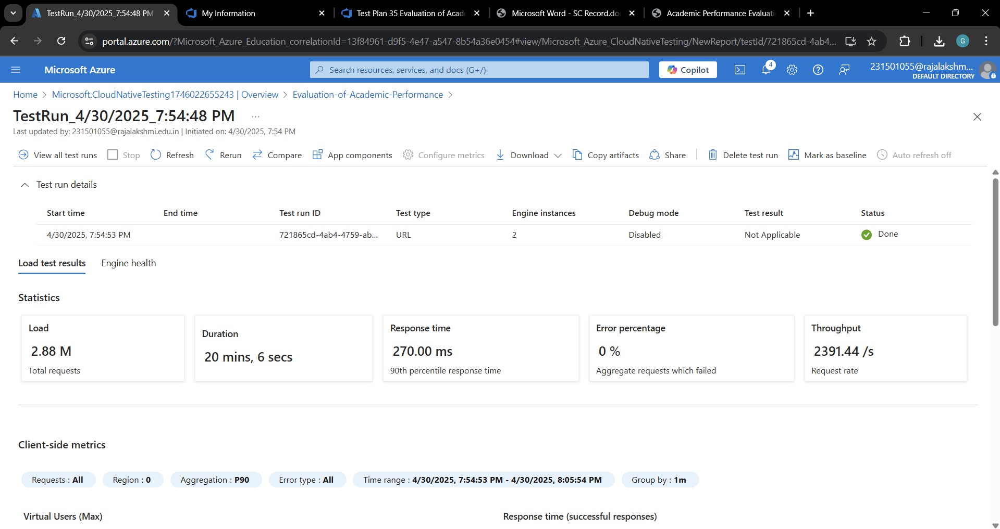 TestRun_4/30/2025_7:54:48 PM
My Information
Test Plan 35 Evaluation of Acad
Microsoft Word - SC Record.do
Academic Performance Evaluati
portal.azure.com/?Microsoft_Azure_Education_correlationId=13f84961-d9f5-4e47-a547-8b54a36e0454#view/Microsoft_Azure_CloudNativeTesting/NewReport/testId/721865cd-4ab4...
G
Microsoft Azure
Search resources, services, and docs (G+/)
Copilot
4
231501055@rajalakshm...
DEFAULT DIRECTORY
Home > Microsoft.CloudNativeTesting1746022655243 | Overview > Evaluation-of-Academic-Performance >
TestRun_4/30/2025_7:54:48 PM ...
Last updated by: 231501055@rajalakshmi.edu.in | Initiated on: 4/30/2025, 7:54 PM
View all test runs Stop Refresh Rerun Compare App components Configure metrics Download Copy artifacts Share Delete test run Mark as baseline Auto refresh off
Test run details
Start time End time Test run ID Test type Engine instances Debug mode Test result Status
4/30/2025, 7:54:53 PM 721865cd-4ab4-4759-ab... URL 2 Disabled Not Applicable Done
Load test results Engine health
Statistics
Load
2.88 M
Total requests
Duration
20 mins, 6 secs
Response time
270.00 ms
90th percentile response time
Error percentage
0 %
Aggregate requests which failed
Throughput
2391.44 /s
Request rate
Client-side metrics
Requests : All Region : 0 Aggregation : P90 Error type : All Time range : 4/30/2025, 7:54:53 PM - 4/30/2025, 8:05:54 PM Group by : 1m
Virtual Users (Max) Response time (successful responses)